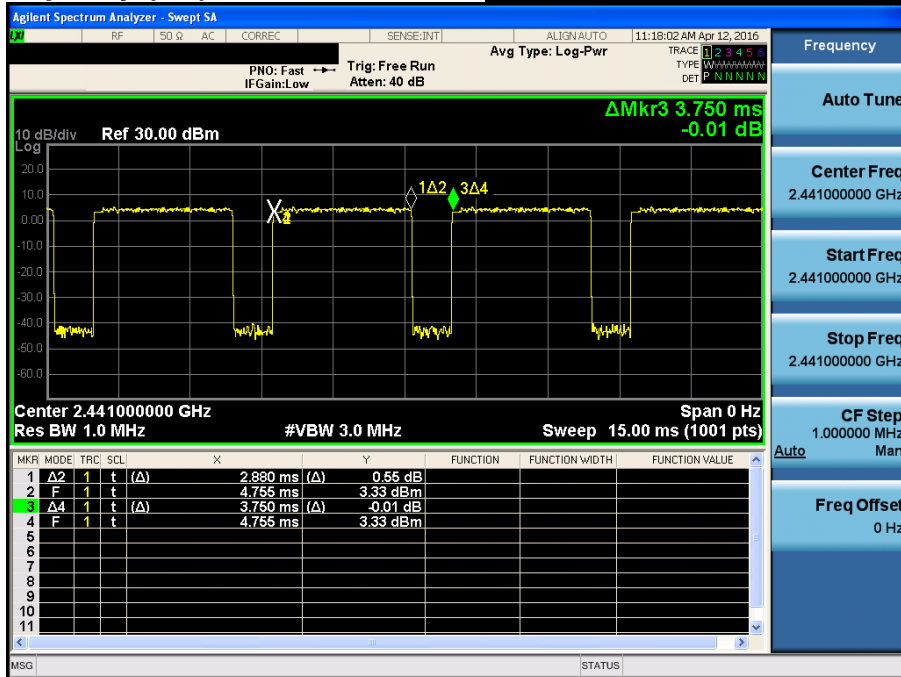 Agilent Spectrum Analyzer - Swept SA
LXI RF 50 Ω AC CORREC SENSE:INT ALIGN AUTO 11:18:02 AM Apr 12, 2016
Frequency
Avg Type: Log-Pwr TRACE 1 2 3 4 5 6
PNO: Fast Trig: Free Run TYPE WWWWWW
IFGain:Low Atten: 40 dB DET P N N N N N
Auto Tune
ΔMkr3 3.750 ms
-0.01 dB
10 dB/div Ref 30.00 dBm
Log
20.0
10.0
0.00
-10.0
-20.0
-30.0
-40.0
-50.0
-60.0
1Δ2 3Δ4
Center Freq
2.441000000 GHz
Start Freq
2.441000000 GHz
Stop Freq
2.441000000 GHz
CF Step
1.000000 MHz
Auto Man
Freq Offset
0 Hz
Center 2.441000000 GHz Span 0 Hz
Res BW 1.0 MHz #VBW 3.0 MHz Sweep 15.00 ms (1001 pts)
MKR MODE TRC SCL X Y FUNCTION FUNCTION WIDTH FUNCTION VALUE
1 Δ2 1 t (Δ) 2.880 ms (Δ) 0.55 dB
2 F 1 t 4.755 ms 3.33 dBm
3 Δ4 1 t (Δ) 3.750 ms (Δ) -0.01 dB
4 F 1 t 4.755 ms 3.33 dBm
5
6
7
8
9
10
11
MSG STATUS